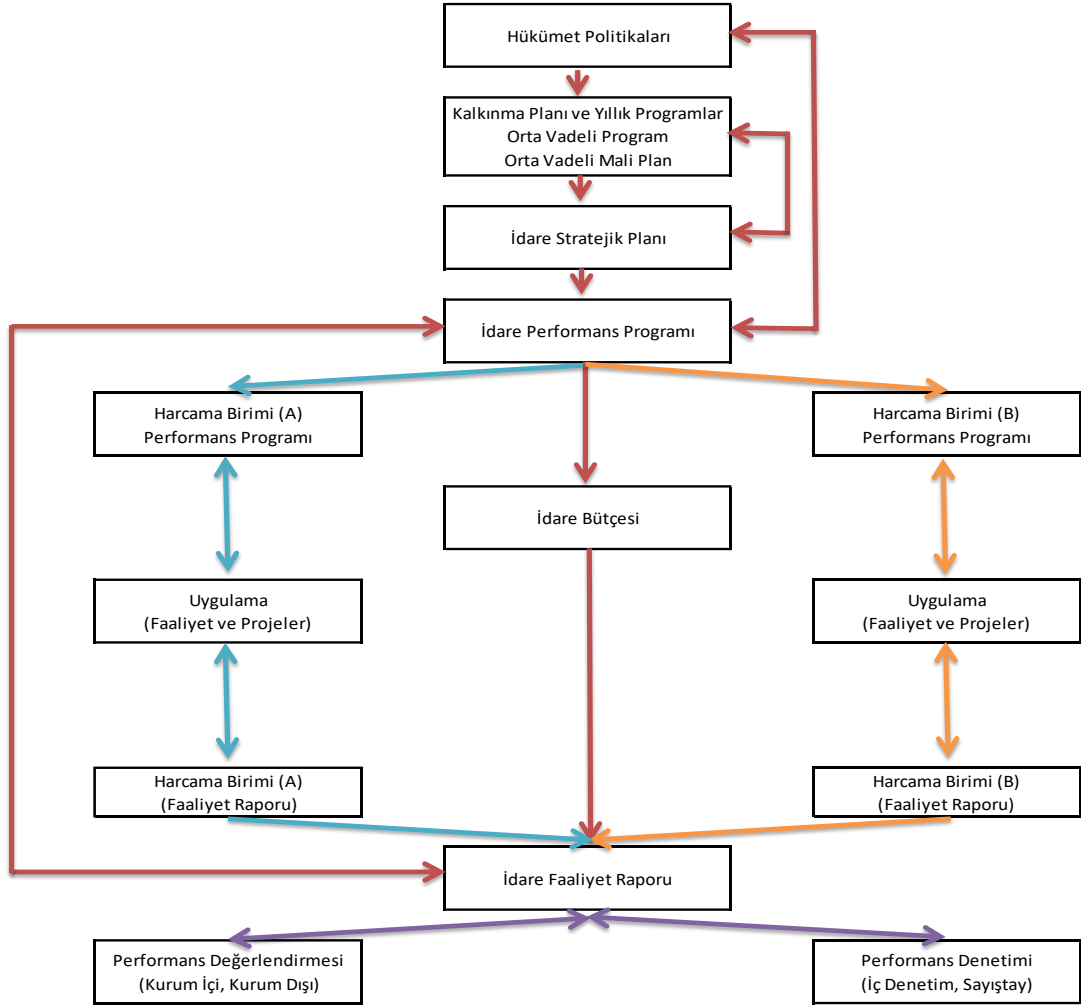 Hükümet Politikaları
Kalkınma Planı ve Yıllık Programlar
Orta Vadeli Program
Orta Vadeli Mali Plan
İdare Stratejik Planı
İdare Performans Programı
Harcama Birimi (A)
Performans Programı
Harcama Birimi (B)
Performans Programı
İdare Bütçesi
Uygulama
(Faaliyet ve Projeler)
Uygulama
(Faaliyet ve Projeler)
Harcama Birimi (A)
(Faaliyet Raporu)
Harcama Birimi (B)
(Faaliyet Raporu)
İdare Faaliyet Raporu
Performans Değerlendirmesi
(Kurum İçi, Kurum Dışı)
Performans Denetimi
(İç Denetim, Sayıştay)